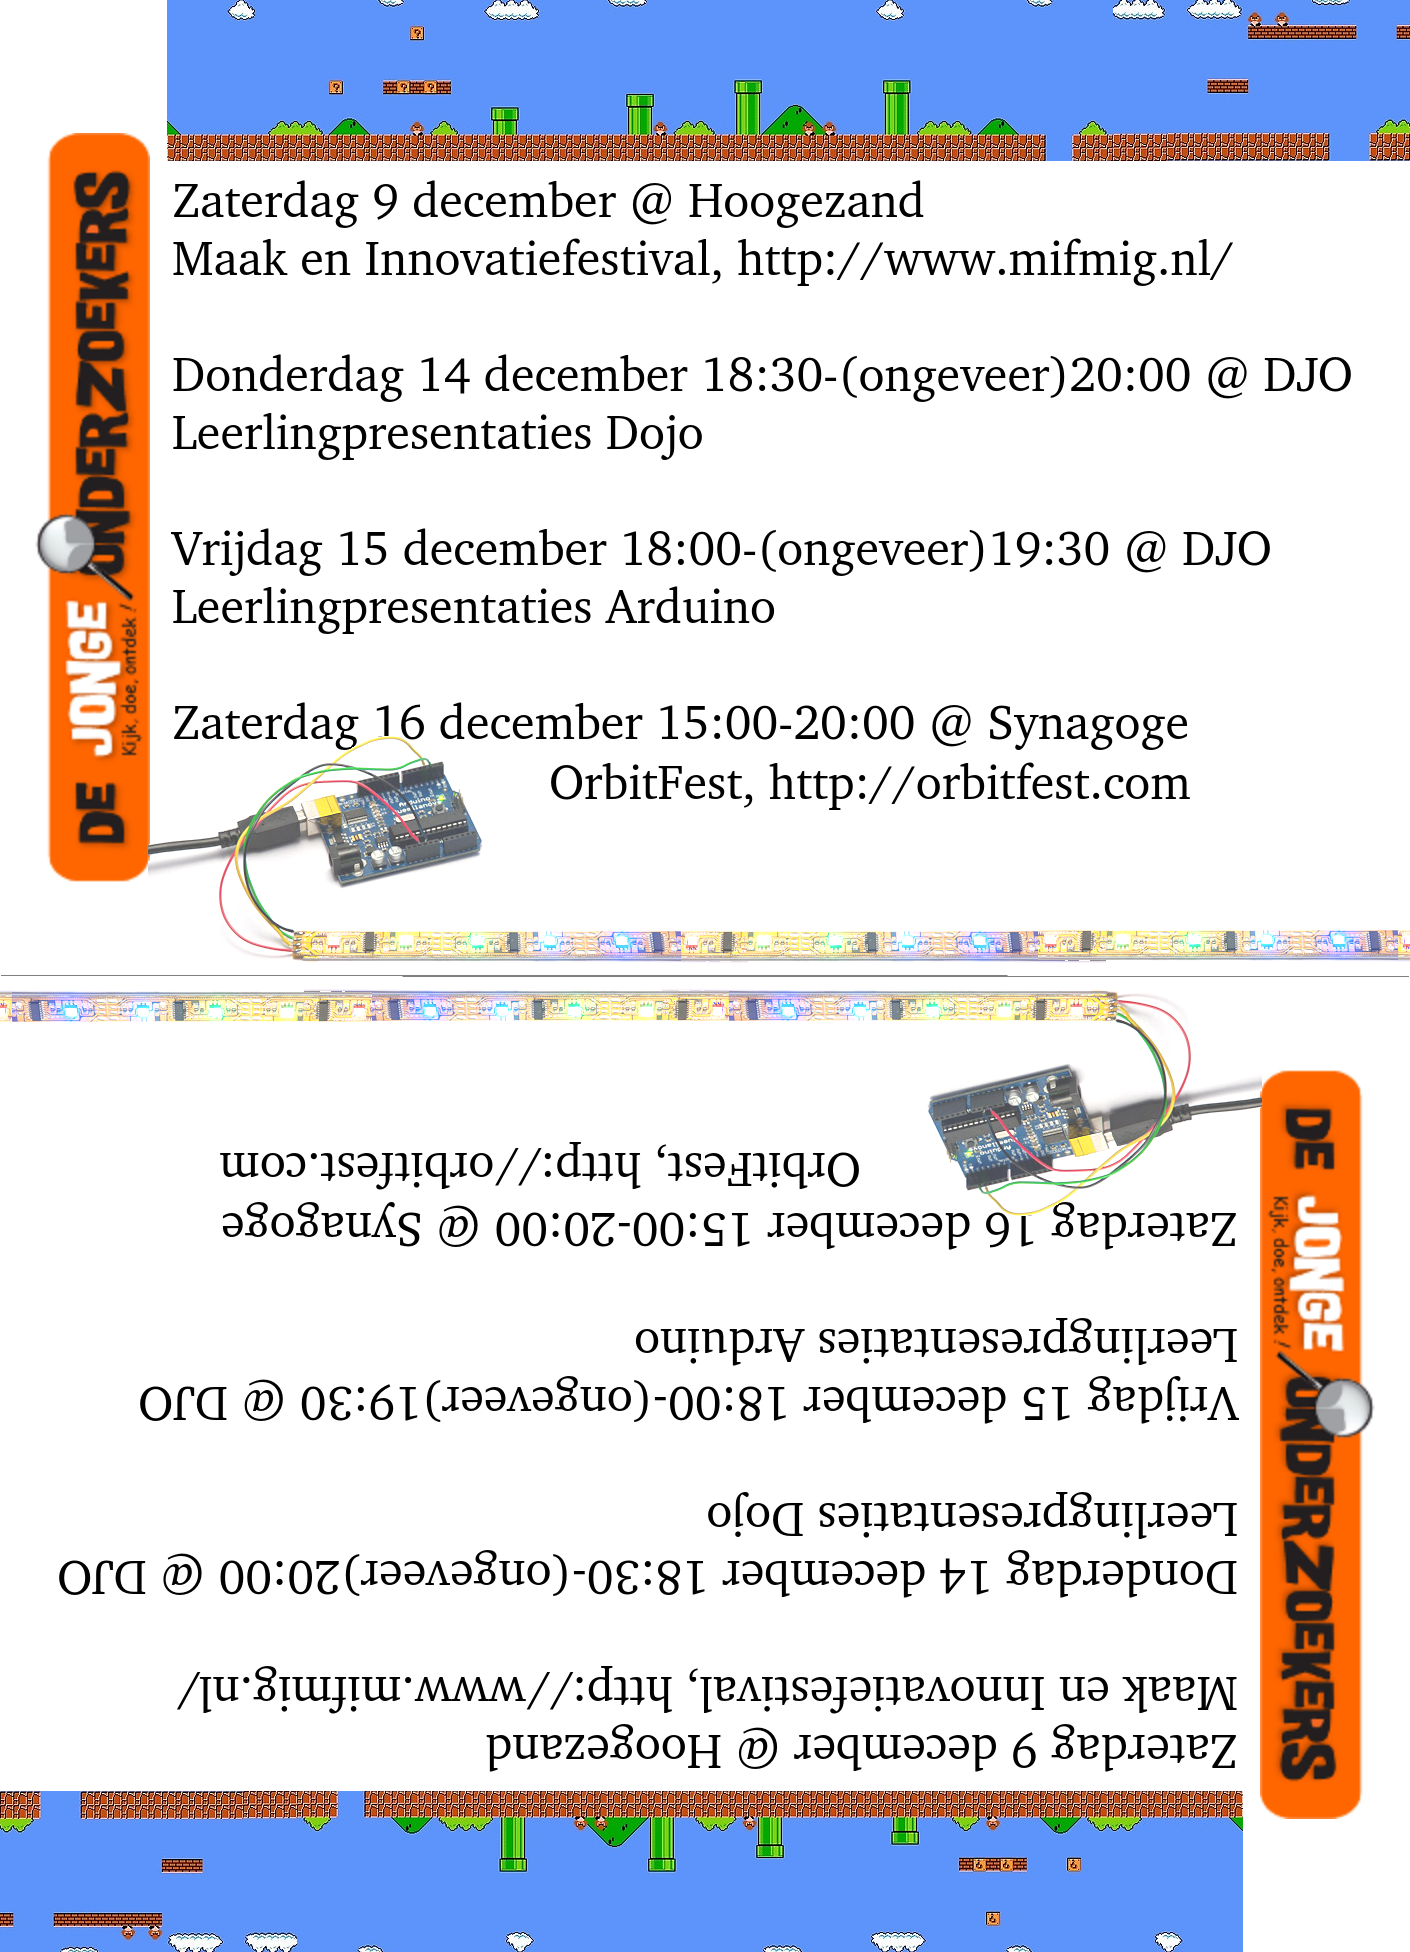 Zaterdag 9 december @ Hoogezand
Maak en Innovatiefestival, http://www.mifmig.nl/
Donderdag 14 december 18:30-(ongeveer)20:00 @ DJO
Leerlingpresentaties Dojo
Vrijdag 15 december 18:00-(ongeveer)19:30 @ DJO
Leerlingpresentaties Arduino
Zaterdag 16 december 15:00-20:00 @ Synagoge
OrbitFest, http://orbitfest.com
DE JONGE ONDERZOEKERS
Kijk, doe, ontdek !
Arduino
Zaterdag 9 december @ Hoogezand
Maak en Innovatiefestival, http://www.mifmig.nl/
Donderdag 14 december 18:30-(ongeveer)20:00 @ DJO
Leerlingpresentaties Dojo
Vrijdag 15 december 18:00-(ongeveer)19:30 @ DJO
Leerlingpresentaties Arduino
Zaterdag 16 december 15:00-20:00 @ Synagoge
OrbitFest, http://orbitfest.com
DE JONGE ONDERZOEKERS
Kijk, doe, ontdek !
Arduino